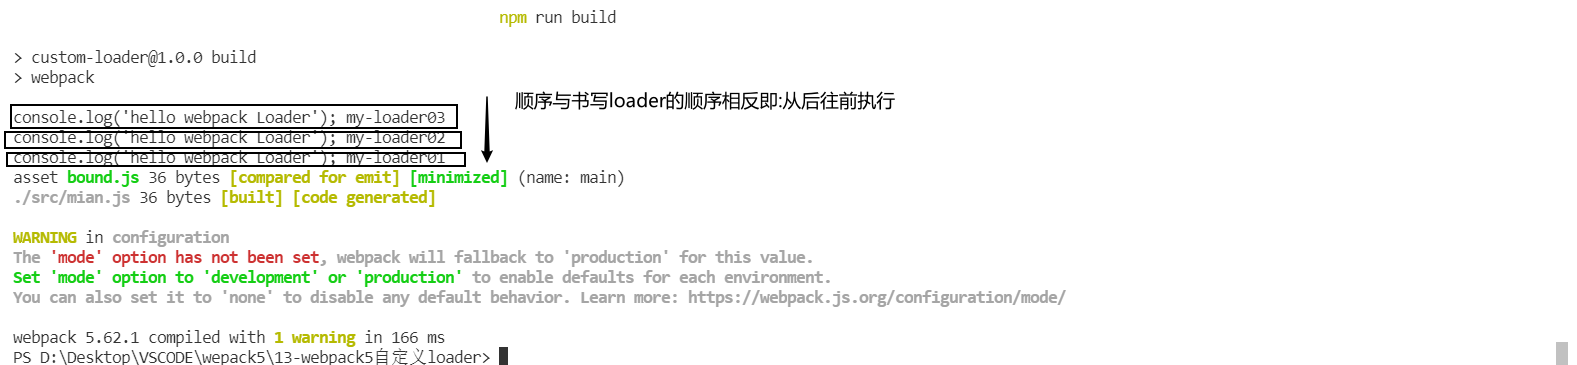 npm run build
> custom-loader@1.0.0 build
> webpack
顺序与书写loader的顺序相反即:从后往前执行
console.log('hello webpack Loader'); my-loader03
console.log('hello webpack Loader'); my-loader02
console.log('hello webpack Loader'); my-loader01
asset bound.js 36 bytes [compared for emit] [minimized] (name: main)
./src/mian.js 36 bytes [built] [code generated]
WARNING in configuration
The 'mode' option has not been set, webpack will fallback to 'production' for this value.
Set 'mode' option to 'development' or 'production' to enable defaults for each environment.
You can also set it to 'none' to disable any default behavior. Learn more: https://webpack.js.org/configuration/mode/
webpack 5.62.1 compiled with 1 warning in 166 ms
PS D:\Desktop\VSCODE\wepack5\13-webpack5自定义loader>